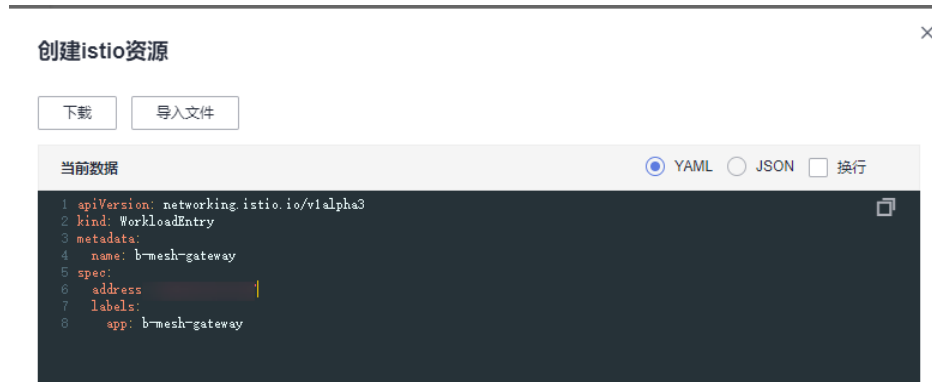 创建istio资源
下载 导入文件
当前数据 YAML JSON 换行
1 apiVersion: networking.istio.io/v1alpha3
2 kind: WorkloadEntry
3 metadata:
4   name: b-mesh-gateway
5 spec:
6   address
7   labels:
8     app: b-mesh-gateway